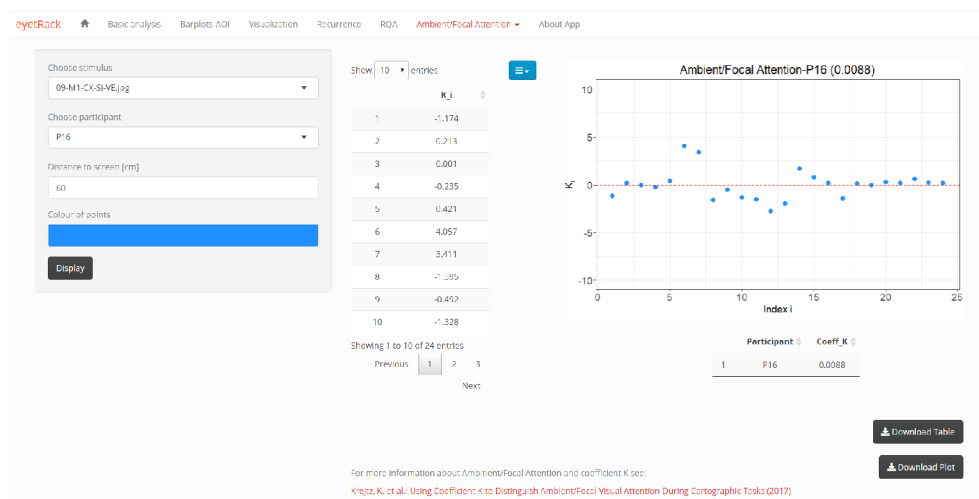 eyetRack Basic analysis Barplots AOI Visualization Recurrence RQA Ambient/Focal Attention About App
Choose stimulus
09-M1-CX-SI-VE.jpg
Choose participant
P16
Distance to screen [cm]
60
Colour of points
Display
Show 10 entries
K_i
1 -1.174
2 0.213
3 0.001
4 -0.235
5 0.421
6 4.057
7 3.411
8 -1.595
9 -0.492
10 -1.328
Showing 1 to 10 of 24 entries
Previous 1 2 3
Next
Ambient/Focal Attention-P16 (0.0088)
10
5
0
-5
-10
Ki
0 5 10 15 20 25
Index i
Participant Coeff_K
1 P16 0.0088
Download Table
Download Plot
For more information about Ambitient/Focal Attention and coefficient K see:
Krejtz, K. et al.: Using Coefficient K to Distinguish Ambient/Focal Visual Attention During Cartographic Tasks (2017)